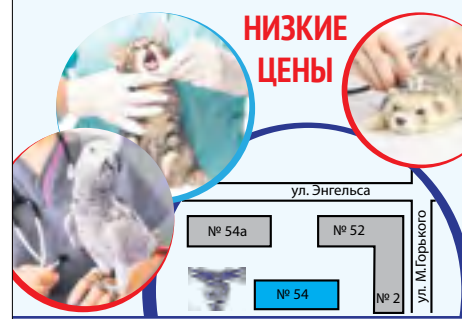 НИЗКИЕ
ЦЕНЫ
ул. Энгельса
№ 54а
№ 52
ул. М.Горького
№ 54
№ 2